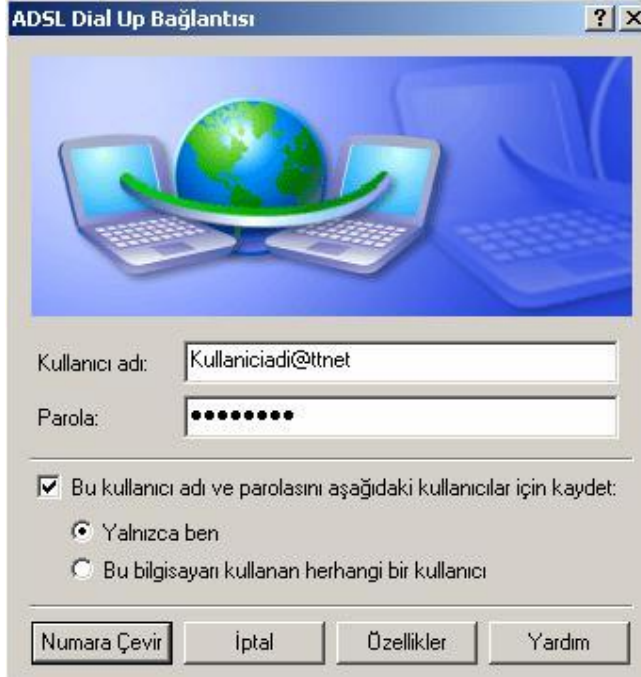 ADSL Dial Up Bağlantısı
Kullanıcı adı: Kullaniciadi@ttnet
Parola: ●●●●●●●●
Bu kullanıcı adı ve parolasını aşağıdaki kullanıcılar için kaydet:
Yalnızca ben
Bu bilgisayarı kullanan herhangi bir kullanıcı
Numara Çevir İptal Özellikler Yardım